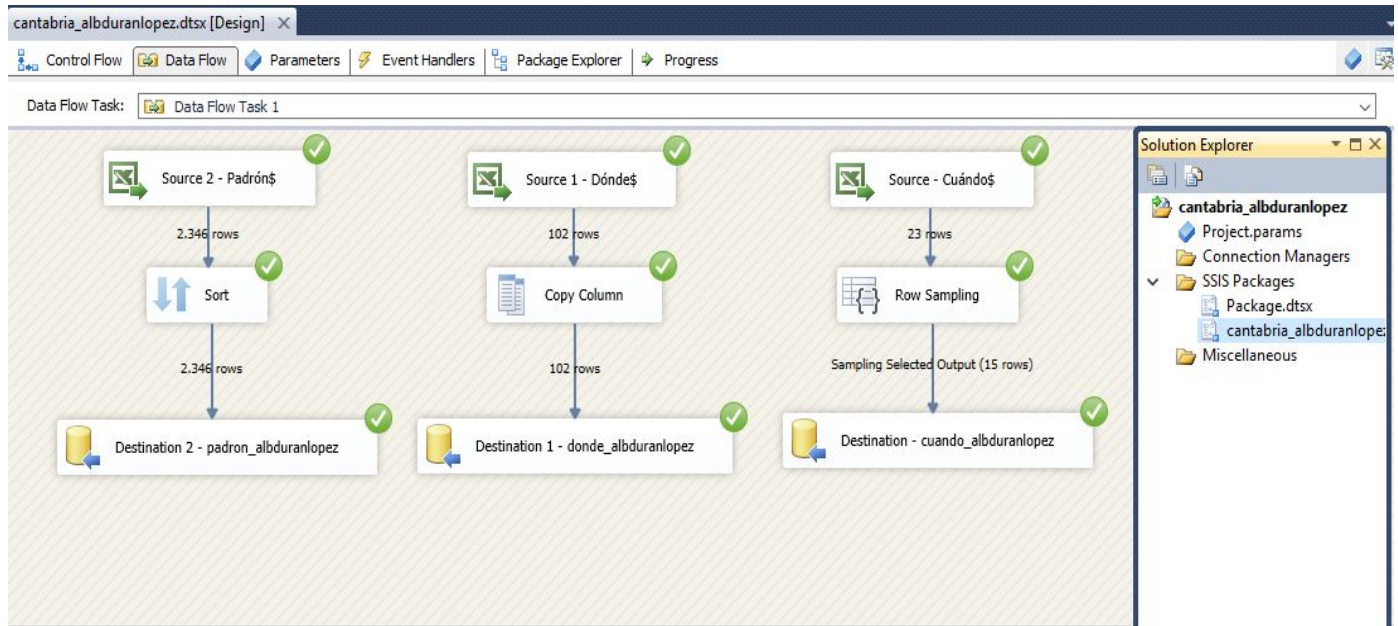 cantabria_albduranlopez.dtsx [Design]
Control Flow Data Flow Parameters Event Handlers Package Explorer Progress
Data Flow Task: Data Flow Task 1
Source 2 - Padrón$
2.346 rows
Sort
2.346 rows
Destination 2 - padron_albduranlopez
Source 1 - Dónde$
102 rows
Copy Column
102 rows
Destination 1 - donde_albduranlopez
Source - Cuándo$
23 rows
Row Sampling
Sampling Selected Output (15 rows)
Destination - cuando_albduranlopez
Solution Explorer
cantabria_albduranlopez
Project.params
Connection Managers
SSIS Packages
Package.dtsx
cantabria_albduranlopez
Miscellaneous